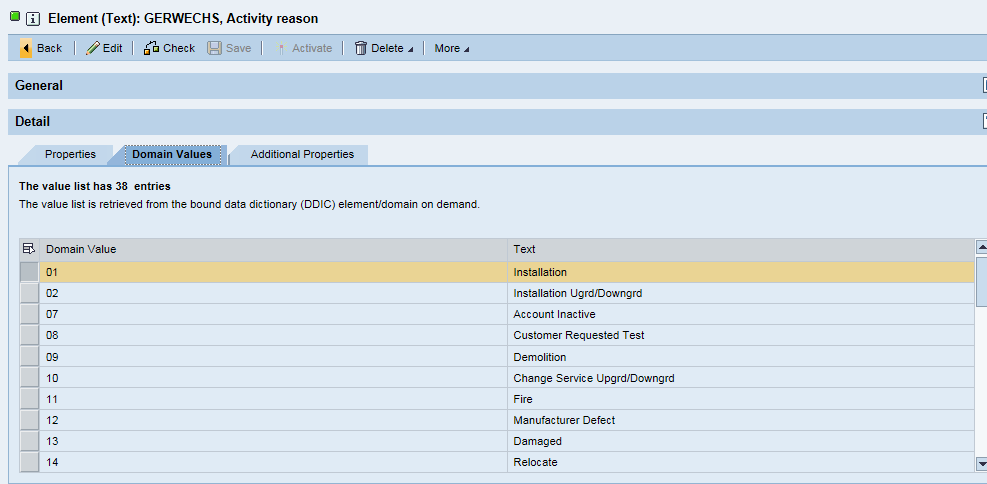 Element (Text): GERWECHS, Activity reason
Back Edit Check Save Activate Delete More
General
Detail
Properties Domain Values Additional Properties
The value list has 38 entries
The value list is retrieved from the bound data dictionary (DDIC) element/domain on demand.
Domain Value Text
01 Installation
02 Installation Ugrd/Downgrd
07 Account Inactive
08 Customer Requested Test
09 Demolition
10 Change Service Upgrd/Downgrd
11 Fire
12 Manufacturer Defect
13 Damaged
14 Relocate